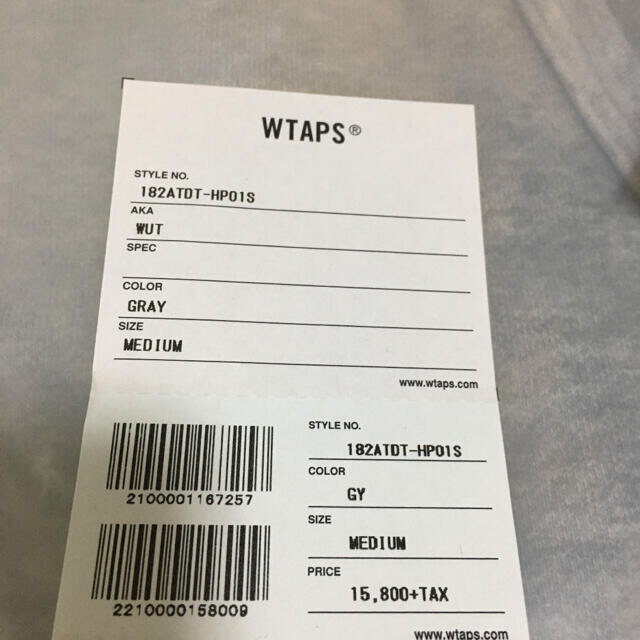 WTAPS®
STYLE NO.
182ATDT-HP01S
AKA
WUT
SPEC
COLOR
GRAY
SIZE
MEDIUM
www.wtaps.com
2100001167257
2210000158009
STYLE NO.
182ATDT-HP01S
COLOR
GY
SIZE
MEDIUM
PRICE
15,800+TAX
www.wtaps.com